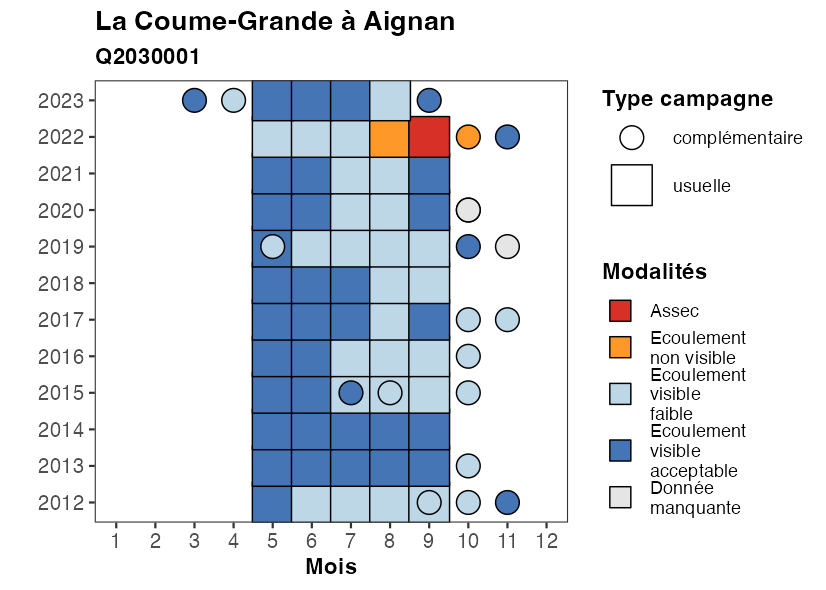 La Coume-Grande à Aignan
Q2030001
2023
2022
2021
2020
2019
2018
2017
2016
2015
2014
2013
2012
1 2 3 4 5 6 7 8 9 10 11 12
Mois
Type campagne
complémentaire
usuelle
Modalités
Assec
Ecoulement
non visible
Ecoulement
visible
faible
Ecoulement
visible
acceptable
Donnée
manquante